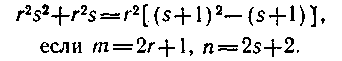 r²s²+r²s=r²[(s+1)²−(s+1)],
если m=2r+1, n=2s+2.